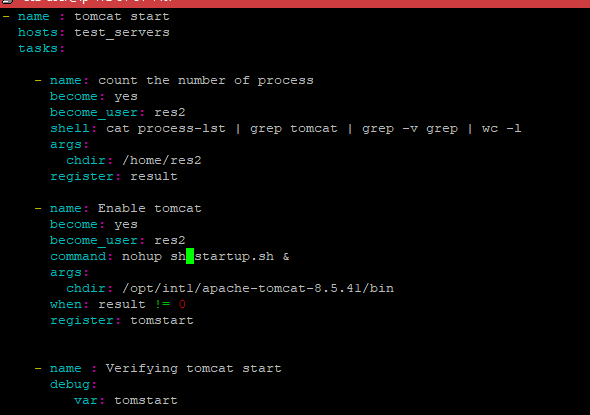 - name : tomcat start
  hosts: test_servers
  tasks:

    - name: count the number of process
      become: yes
      become_user: res2
      shell: cat process-lst | grep tomcat | grep -v grep | wc -l
      args:
        chdir: /home/res2
      register: result

    - name: Enable tomcat
      become: yes
      become_user: res2
      command: nohup sh startup.sh &
      args:
        chdir: /opt/int1/apache-tomcat-8.5.41/bin
      when: result != 0
      register: tomstart


    - name : Verifying tomcat start
      debug:
         var: tomstart